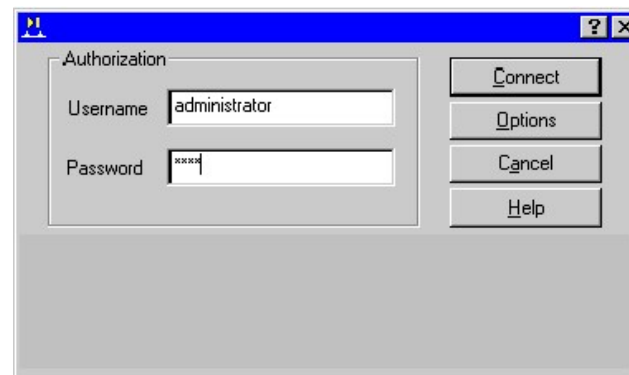 Authorization
Username administrator
Password ****
Connect
Options
Cancel
Help